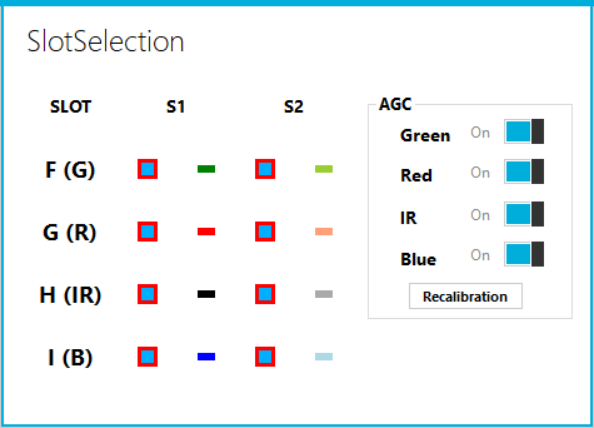 SlotSelection
SLOT S1 S2
F (G)
G (R)
H (IR)
I (B)
AGC
Green On
Red On
IR On
Blue On
Recalibration